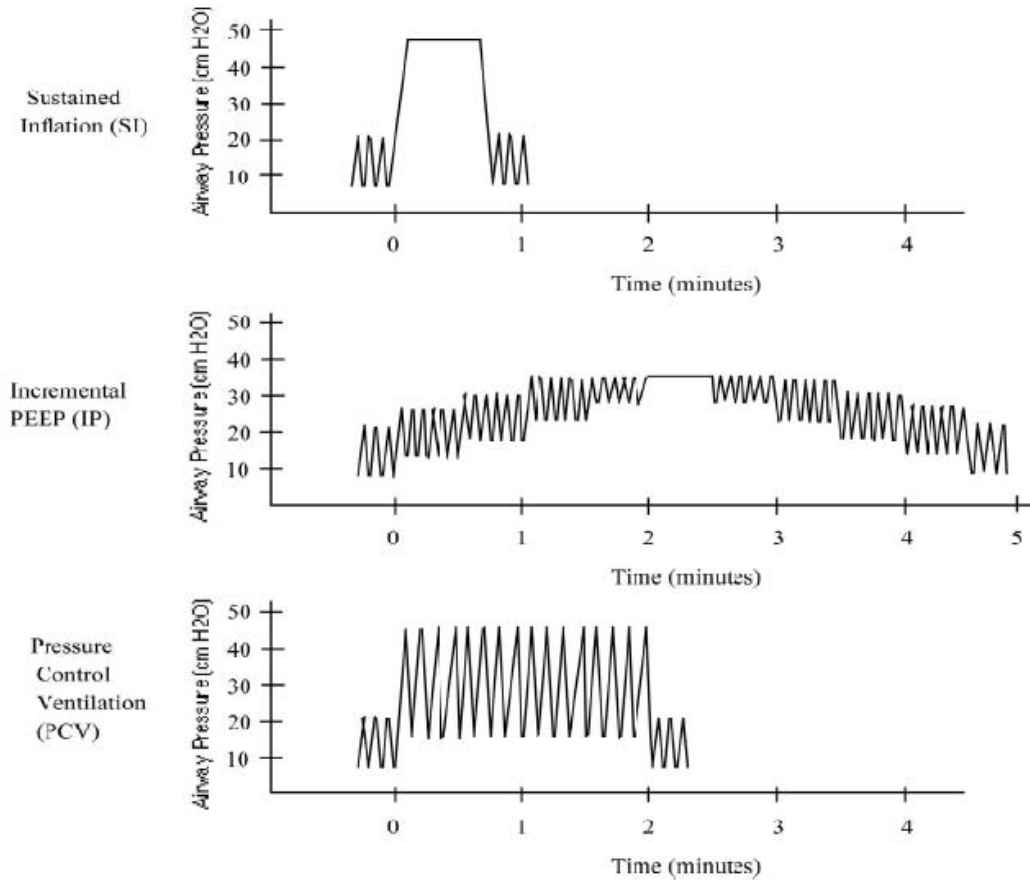 Sustained
Inflation (SI)
Airway Pressure [cm H2O]
50
40
30
20
10
0 1 2 3 4
Time (minutes)
Incremental
PEEP (IP)
Airway Pressure [cm H2O]
50
40
30
20
10
0 1 2 3 4 5
Time (minutes)
Pressure
Control
Ventilation
(PCV)
Airway Pressure [cm H2O]
50
40
30
20
10
0 1 2 3 4
Time (minutes)